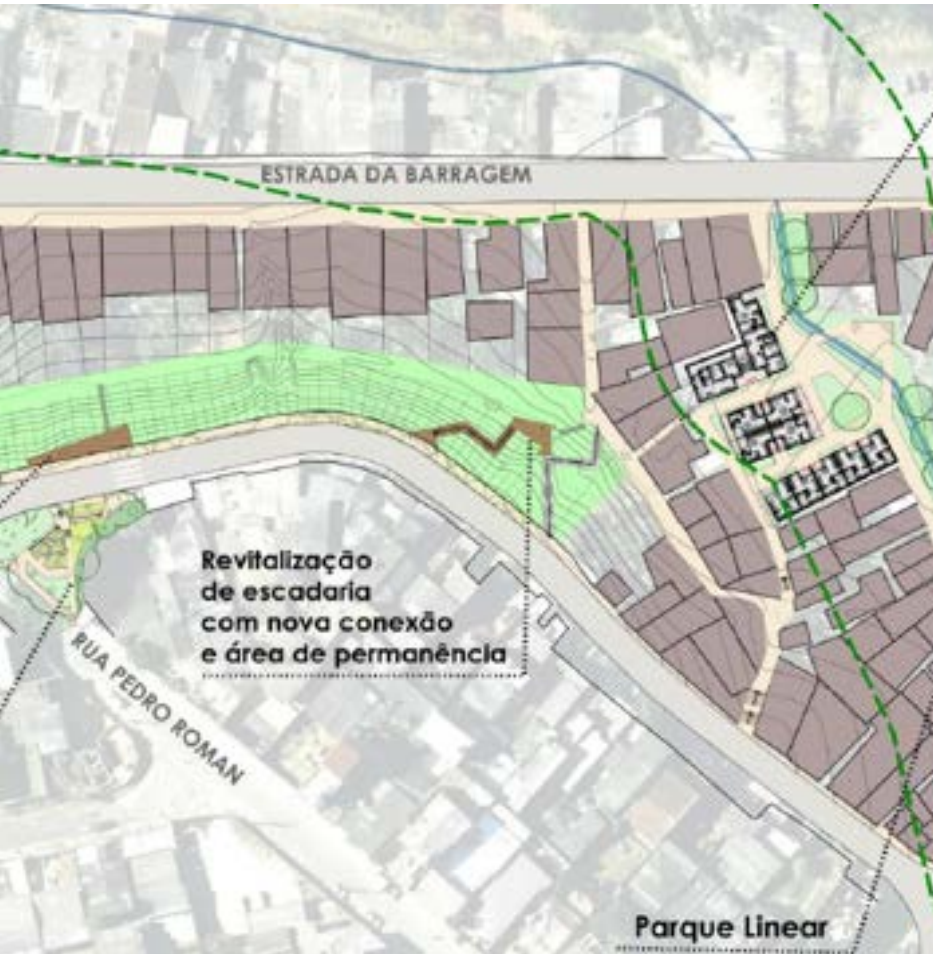 ESTRADA DA BARRAGEM
Revitalização
de escadaria
com nova conexão
e área de permanência
RUA PEDRO ROMAN
Parque Linear